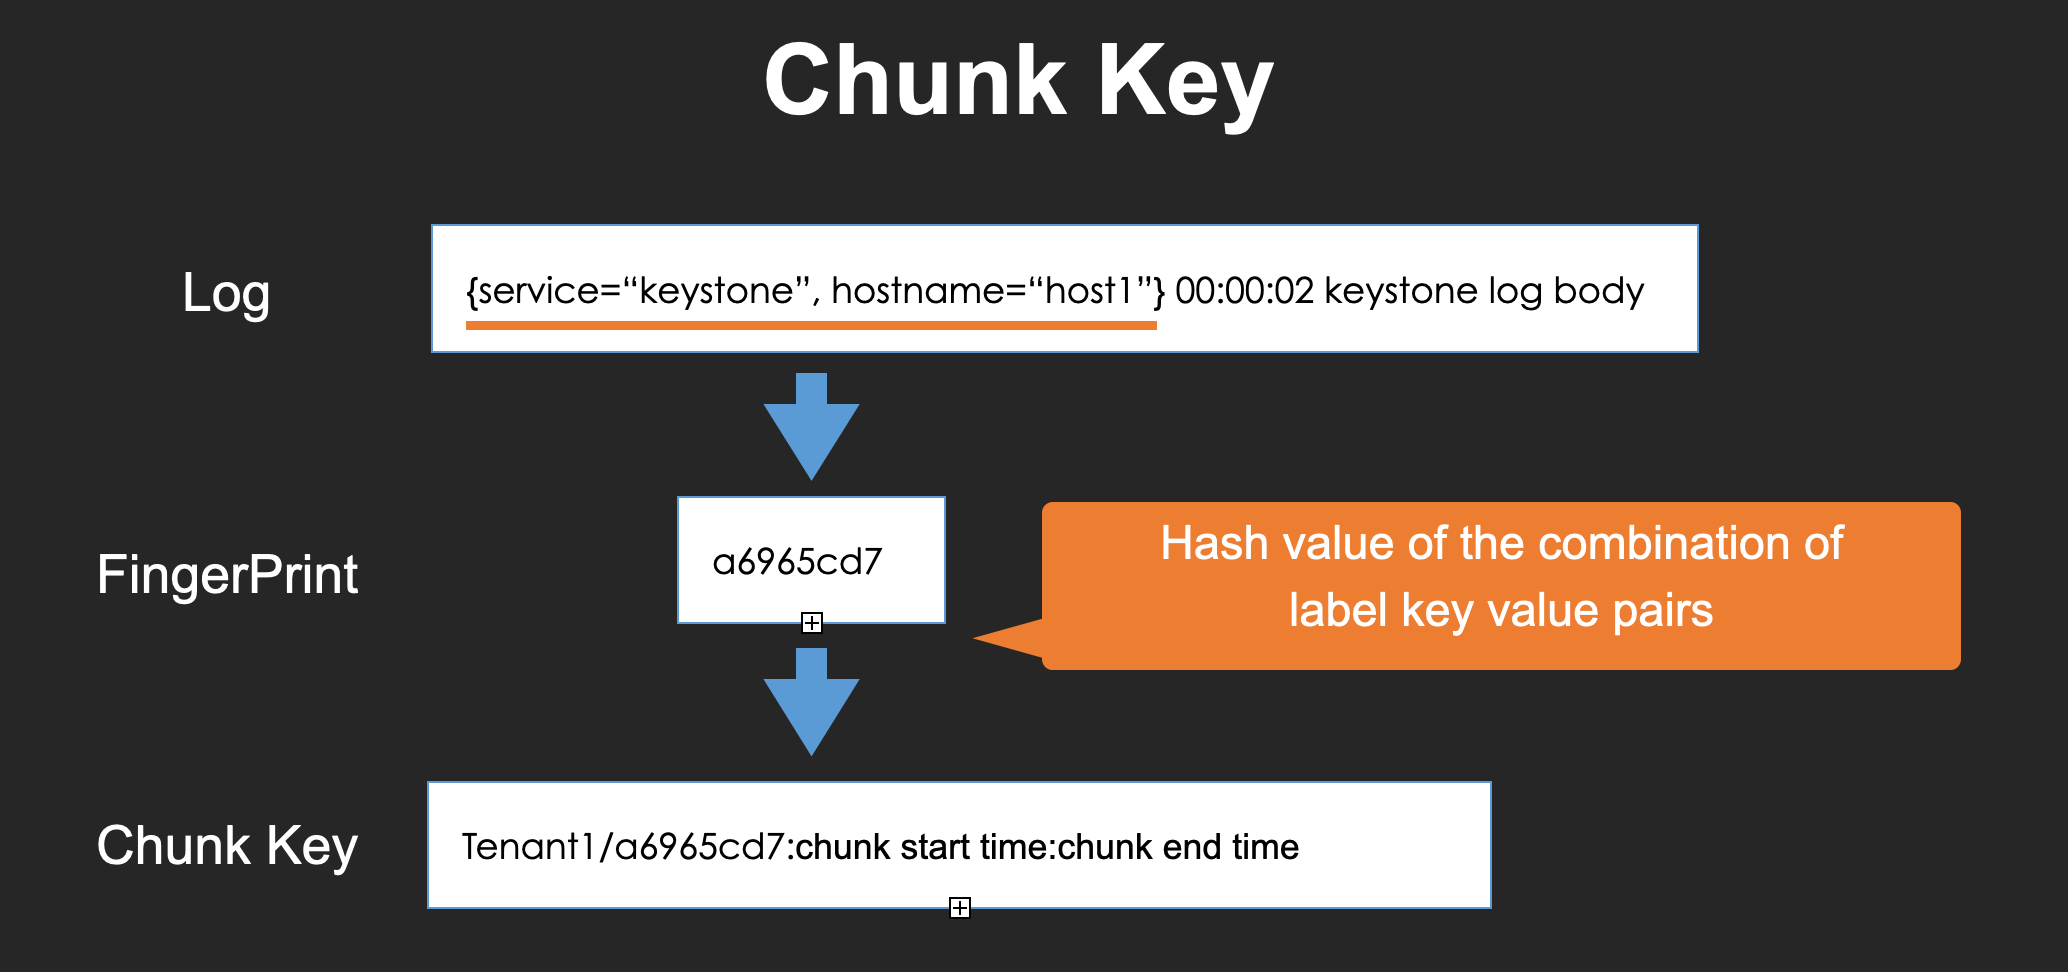 Chunk Key
Log
{service=“keystone”, hostname=“host1”} 00:00:02 keystone log body
FingerPrint
a6965cd7
Hash value of the combination of
label key value pairs
Chunk Key
Tenant1/a6965cd7:chunk start time:chunk end time